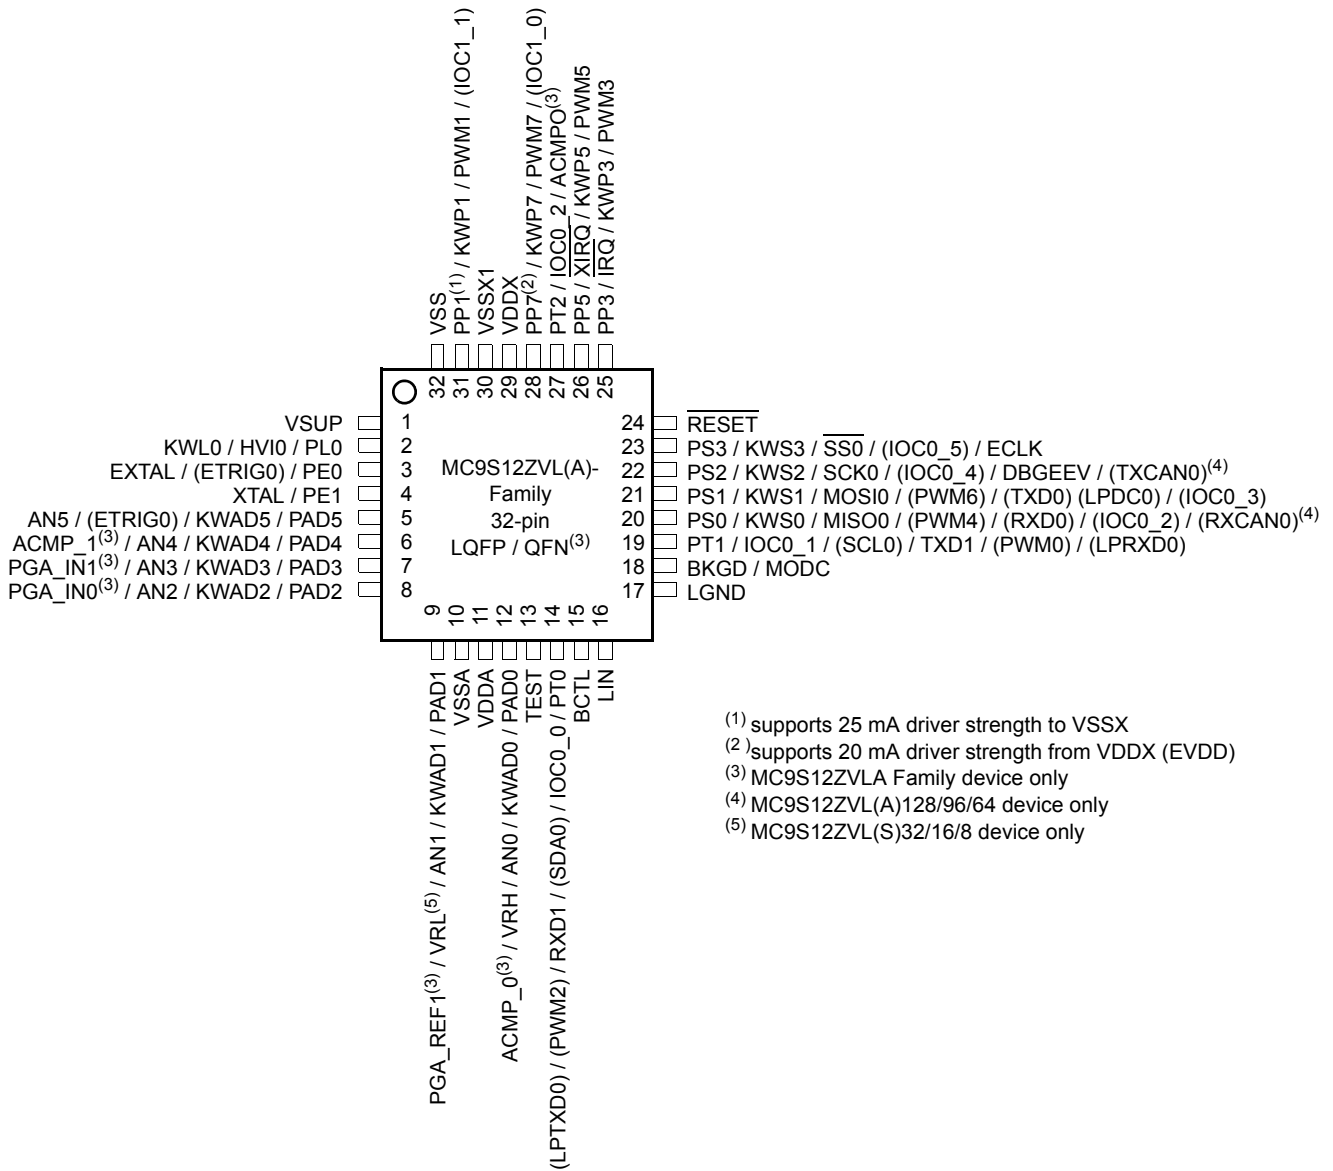 VSS
PP1(1) / KWP1 / PWM1 / (IOC1_1)
VSSX1
VDDX
PP7(2) / KWP7 / PWM7 / (IOC1_0)
PT2 / IOC0_2 / ACMPO(3)
PP5 / XIRQ / KWP5 / PWM5
PP3 / IRQ / KWP3 / PWM3
32
31
30
29
28
27
26
25
VSUP
KWL0 / HVI0 / PL0
EXTAL / (ETRIG0) / PE0
XTAL / PE1
AN5 / (ETRIG0) / KWAD5 / PAD5
ACMP_1(3) / AN4 / KWAD4 / PAD4
PGA_IN1(3) / AN3 / KWAD3 / PAD3
PGA_IN0(3) / AN2 / KWAD2 / PAD2
1
2
3
4
5
6
7
8
MC9S12ZVL(A)-
Family
32-pin
LQFP / QFN(3)
24
23
22
21
20
19
18
17
RESET
PS3 / KWS3 / SS0 / (IOC0_5) / ECLK
PS2 / KWS2 / SCK0 / (IOC0_4) / DBGEEV / (TXCAN0)(4)
PS1 / KWS1 / MOSI0 / (PWM6) / (TXD0) (LPDC0) / (IOC0_3)
PS0 / KWS0 / MISO0 / (PWM4) / (RXD0) / (IOC0_2) / (RXCAN0)(4)
PT1 / IOC0_1 / (SCL0) / TXD1 / (PWM0) / (LPRXD0)
BKGD / MODC
LGND
9
10
11
12
13
14
15
16
PGA_REF1(3) / VRL(5) / AN1 / KWAD1 / PAD1
VSSA
VDDA
ACMP_0(3) / VRH / AN0 / KWAD0 / PAD0
TEST
(LPTXD0) / (PWM2) / RXD1 / (SDA0) / IOC0_0 / PT0
BCTL
LIN
(1) supports 25 mA driver strength to VSSX
(2 )supports 20 mA driver strength from VDDX (EVDD)
(3) MC9S12ZVLA Family device only
(4) MC9S12ZVL(A)128/96/64 device only
(5) MC9S12ZVL(S)32/16/8 device only